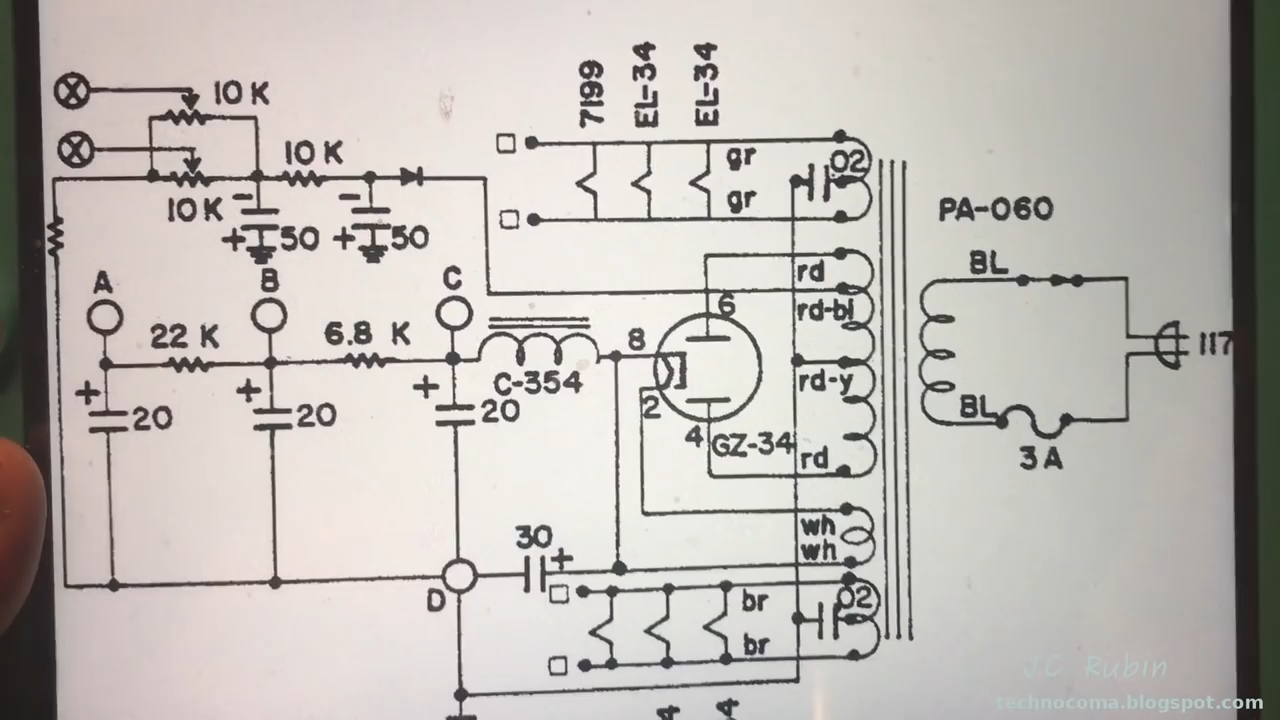 7199
EL-34
EL-34
10 K
10 K
10 K
gr
gr
.02
- 
-
+ 50
+ 50
PA-060
BL
BL
3 A
117
A
B
C
22 K
6.8 K
C-354
+
+
+
20
20
20
8
6
2
4
GZ-34
rd
rd-bl
rd-y
rd
wh
wh
30
+
D
br
br
.02
4
4
JC Rubin
technocoma.blogspot.com